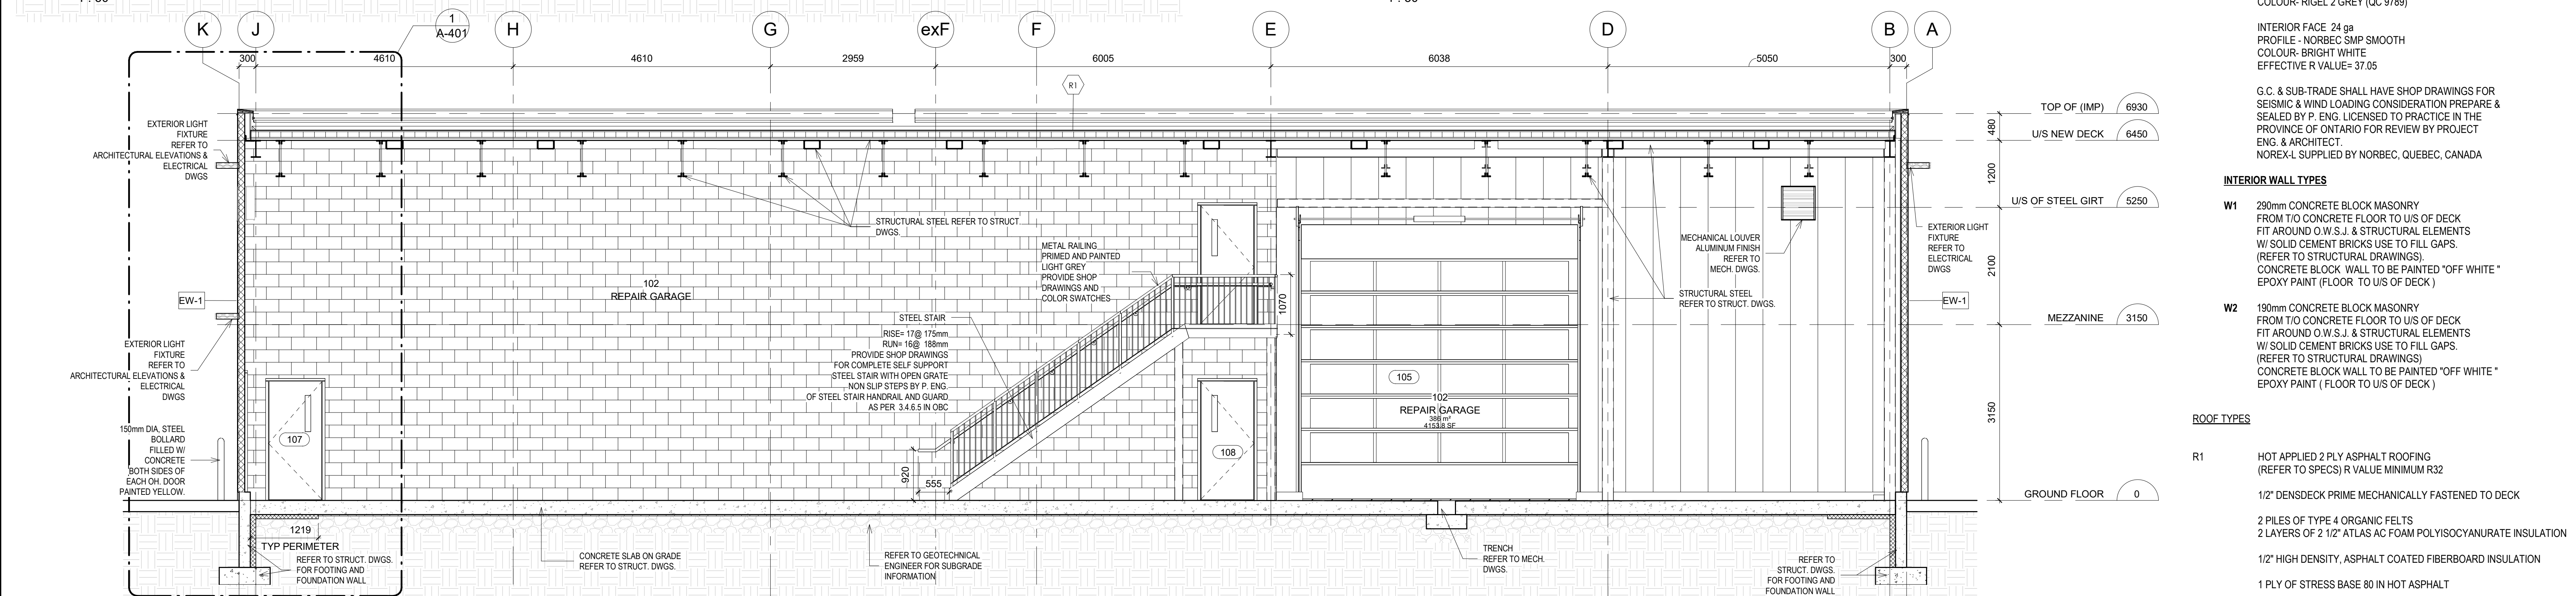 COLOUR- RIGEL 2 GREY (QC 9789)
INTERIOR FACE 24 ga
PROFILE - NORBEC SMP SMOOTH
COLOUR- BRIGHT WHITE
EFFECTIVE R VALUE= 37.05
G.C. & SUB-TRADE SHALL HAVE SHOP DRAWINGS FOR
SEISMIC & WIND LOADING CONSIDERATION PREPARE &
SEALED BY P. ENG. LICENSED TO PRACTICE IN THE
PROVINCE OF ONTARIO FOR REVIEW BY PROJECT
ENG. & ARCHITECT.
NOREX-L SUPPLIED BY NORBEC, QUEBEC, CANADA
INTERIOR WALL TYPES
W1
290mm CONCRETE BLOCK MASONRY
FROM T/O CONCRETE FLOOR TO U/S OF DECK
FIT AROUND O.W.S.J. & STRUCTURAL ELEMENTS
W/ SOLID CEMENT BRICKS USE TO FILL GAPS.
(REFER TO STRUCTURAL DRAWINGS).
CONCRETE BLOCK WALL TO BE PAINTED "OFF WHITE "
EPOXY PAINT (FLOOR TO U/S OF DECK )
W2
190mm CONCRETE BLOCK MASONRY
FROM T/O CONCRETE FLOOR TO U/S OF DECK
FIT AROUND O.W.S.J. & STRUCTURAL ELEMENTS
W/ SOLID CEMENT BRICKS USE TO FILL GAPS.
(REFER TO STRUCTURAL DRAWINGS)
CONCRETE BLOCK WALL TO BE PAINTED "OFF WHITE "
EPOXY PAINT ( FLOOR TO U/S OF DECK )
ROOF TYPES
R1
HOT APPLIED 2 PLY ASPHALT ROOFING
(REFER TO SPECS) R VALUE MINIMUM R32
1/2" DENSDECK PRIME MECHANICALLY FASTENED TO DECK
2 PILES OF TYPE 4 ORGANIC FELTS
2 LAYERS OF 2 1/2" ATLAS AC FOAM POLYISOCYANURATE INSULATION
1/2" HIGH DENSITY, ASPHALT COATED FIBERBOARD INSULATION
1 PLY OF STRESS BASE 80 IN HOT ASPHALT
K
J
1
A-401
H
G
exF
F
E
D
B
A
300
4610
4610
2959
6005
6038
5050
300
R1
EXTERIOR LIGHT
FIXTURE
REFER TO
ARCHITECTURAL ELEVATIONS &
ELECTRICAL
DWGS
EW-1
EXTERIOR LIGHT
FIXTURE
REFER TO
ARCHITECTURAL ELEVATIONS &
ELECTRICAL
DWGS
150mm DIA, STEEL
BOLLARD
FILLED W/
CONCRETE
BOTH SIDES OF
EACH OH. DOOR
PAINTED YELLOW.
107
102
REPAIR GARAGE
STRUCTURAL STEEL REFER TO STRUCT
DWGS.
METAL RAILING
PRIMED AND PAINTED
LIGHT GREY
PROVIDE SHOP
DRAWINGS AND
COLOR SWATCHES
STEEL STAIR
RISE= 17@ 175mm
RUN= 16@ 188mm
PROVIDE SHOP DRAWINGS
FOR COMPLETE SELF SUPPORT
STEEL STAIR WITH OPEN GRATE
NON SLIP STEPS BY P. ENG.
OF STEEL STAIR HANDRAIL AND GUARD
AS PER 3.4.6.5 IN OBC
1070
920
555
108
105
102
REPAIR GARAGE
386 m²
4153.8 SF
MECHANICAL LOUVER
ALUMINUM FINISH
REFER TO
MECH. DWGS.
STRUCTURAL STEEL
REFER TO STRUCT. DWGS.
EXTERIOR LIGHT
FIXTURE
REFER TO
ELECTRICAL
DWGS
EW-1
TOP OF (IMP) 6930
480
U/S NEW DECK 6450
1200
U/S OF STEEL GIRT 5250
2100
MEZZANINE 3150
3150
GROUND FLOOR 0
1219
TYP PERIMETER
REFER TO STRUCT. DWGS.
FOR FOOTING AND
FOUNDATION WALL
CONCRETE SLAB ON GRADE
REFER TO STRUCT. DWGS.
REFER TO GEOTECHNICAL
ENGINEER FOR SUBGRADE
INFORMATION
TRENCH
REFER TO MECH.
DWGS.
REFER TO
STRUCT. DWGS.
FOR FOOTING AND
FOUNDATION WALL